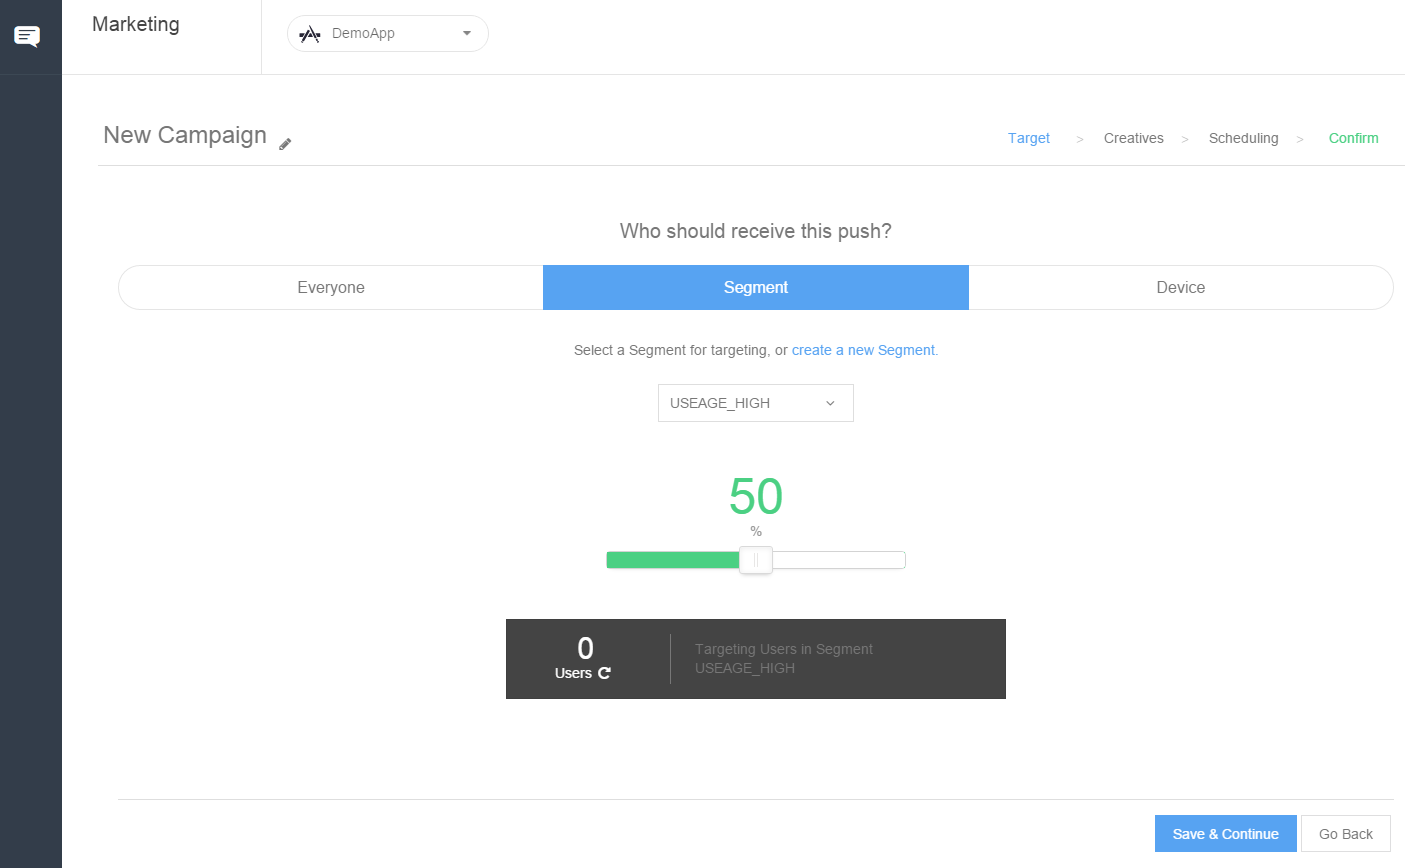 Marketing
DemoApp
New Campaign
Target > Creatives > Scheduling > Confirm
Who should receive this push?
Everyone Segment Device
Select a Segment for targeting, or create a new Segment.
USEAGE_HIGH
50
%
0
Users
Targeting Users in Segment
USEAGE_HIGH
Save & Continue Go Back